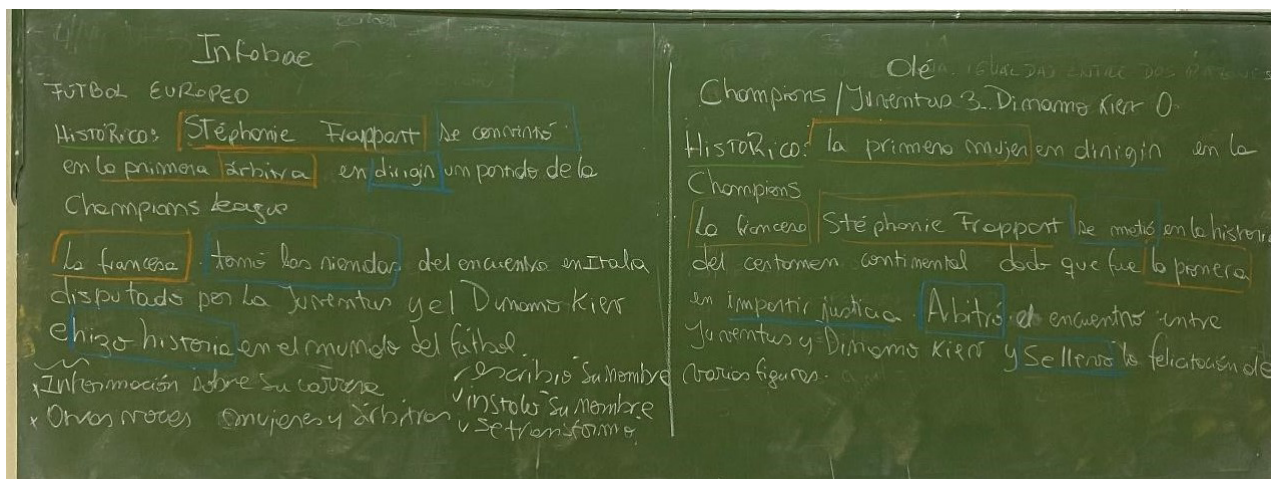 Infobae
FUTBOL EUROPEO
HISTÓRICO: Stéphanie Frappart se convirtió
en la primera árbitra en dirigir un partido de la
Champions League
La francesa tomó las riendas del encuentro en Italia
disputado por la Juventus y el Dinamo Kiev
e hizo historia en el mundo del fútbol.
x Información sobre su carrera
x Otras voces mujeres y árbitras
✓ escribió su nombre
✓ instaló su nombre
✓ se transformó
Olé
IGUALDAD ENTRE DOS
Champions / Juventus 3 - Dinamo Kiev 0
HISTÓRICO: la primera mujer en dirigir en la
Champions
La francesa Stéphanie Frappart se metió en la historia
del certamen continental dado que fue la primera
en impartir justicia Arbitró el encuentro entre
Juventus y Dinamo Kiev y se llevó la felicitación de
varias figuras.